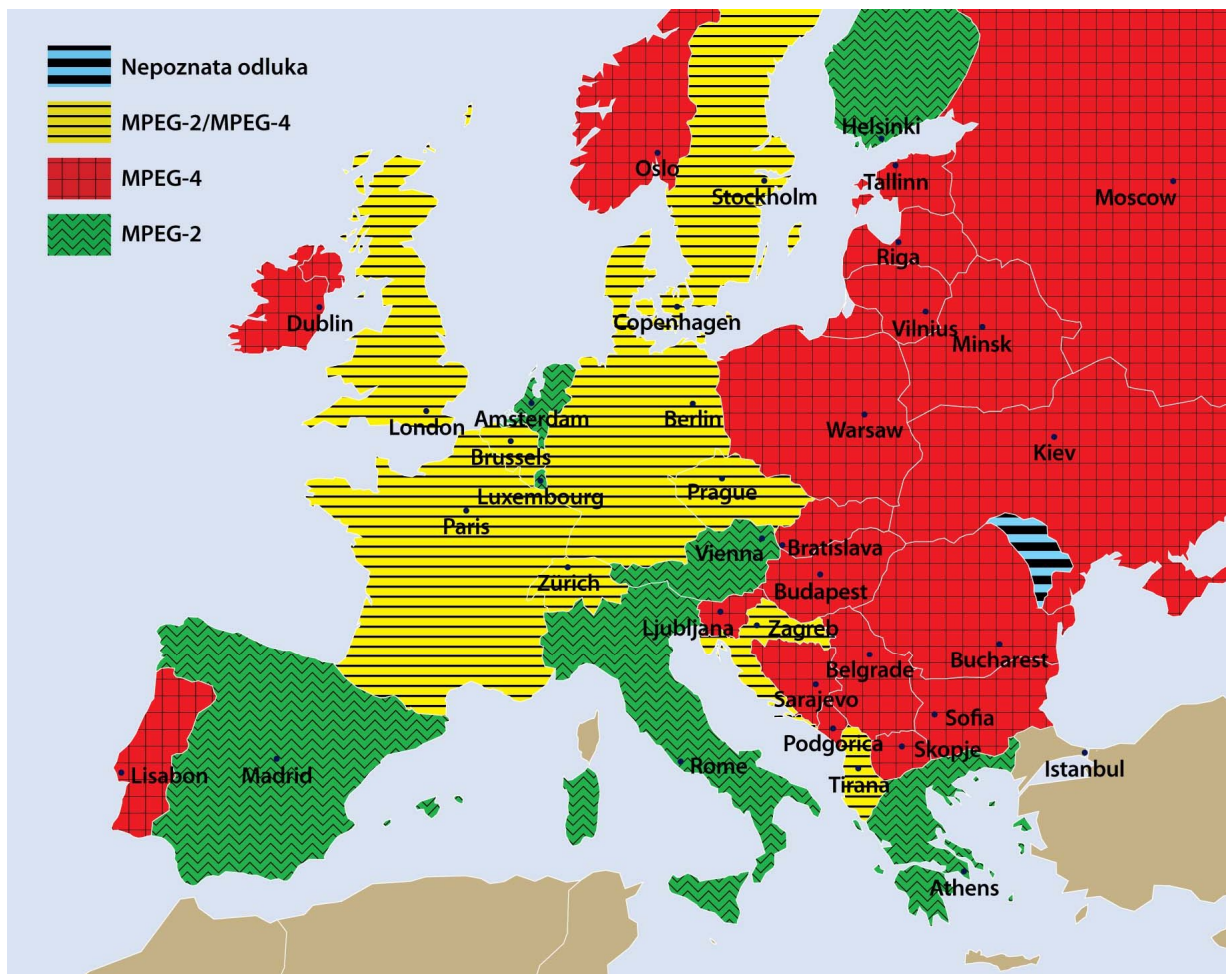 Nepoznata odluka
MPEG-2/MPEG-4
MPEG-4
MPEG-2
Helsinki
Oslo
Tallinn
Stockholm
Moscow
Riga
Dublin
Copenhagen
Vilnius
Minsk
Amsterdam
Berlin
London
Warsaw
Brussels
Kiev
Luxembourg
Prague
Paris
Vienna
Bratislava
Zürich
Budapest
Ljubljana
Zagreb
Belgrade
Bucharest
Sarajevo
Sofia
Podgorica
Skopje
Lisabon
Madrid
Rome
Istanbul
Tirana
Athens